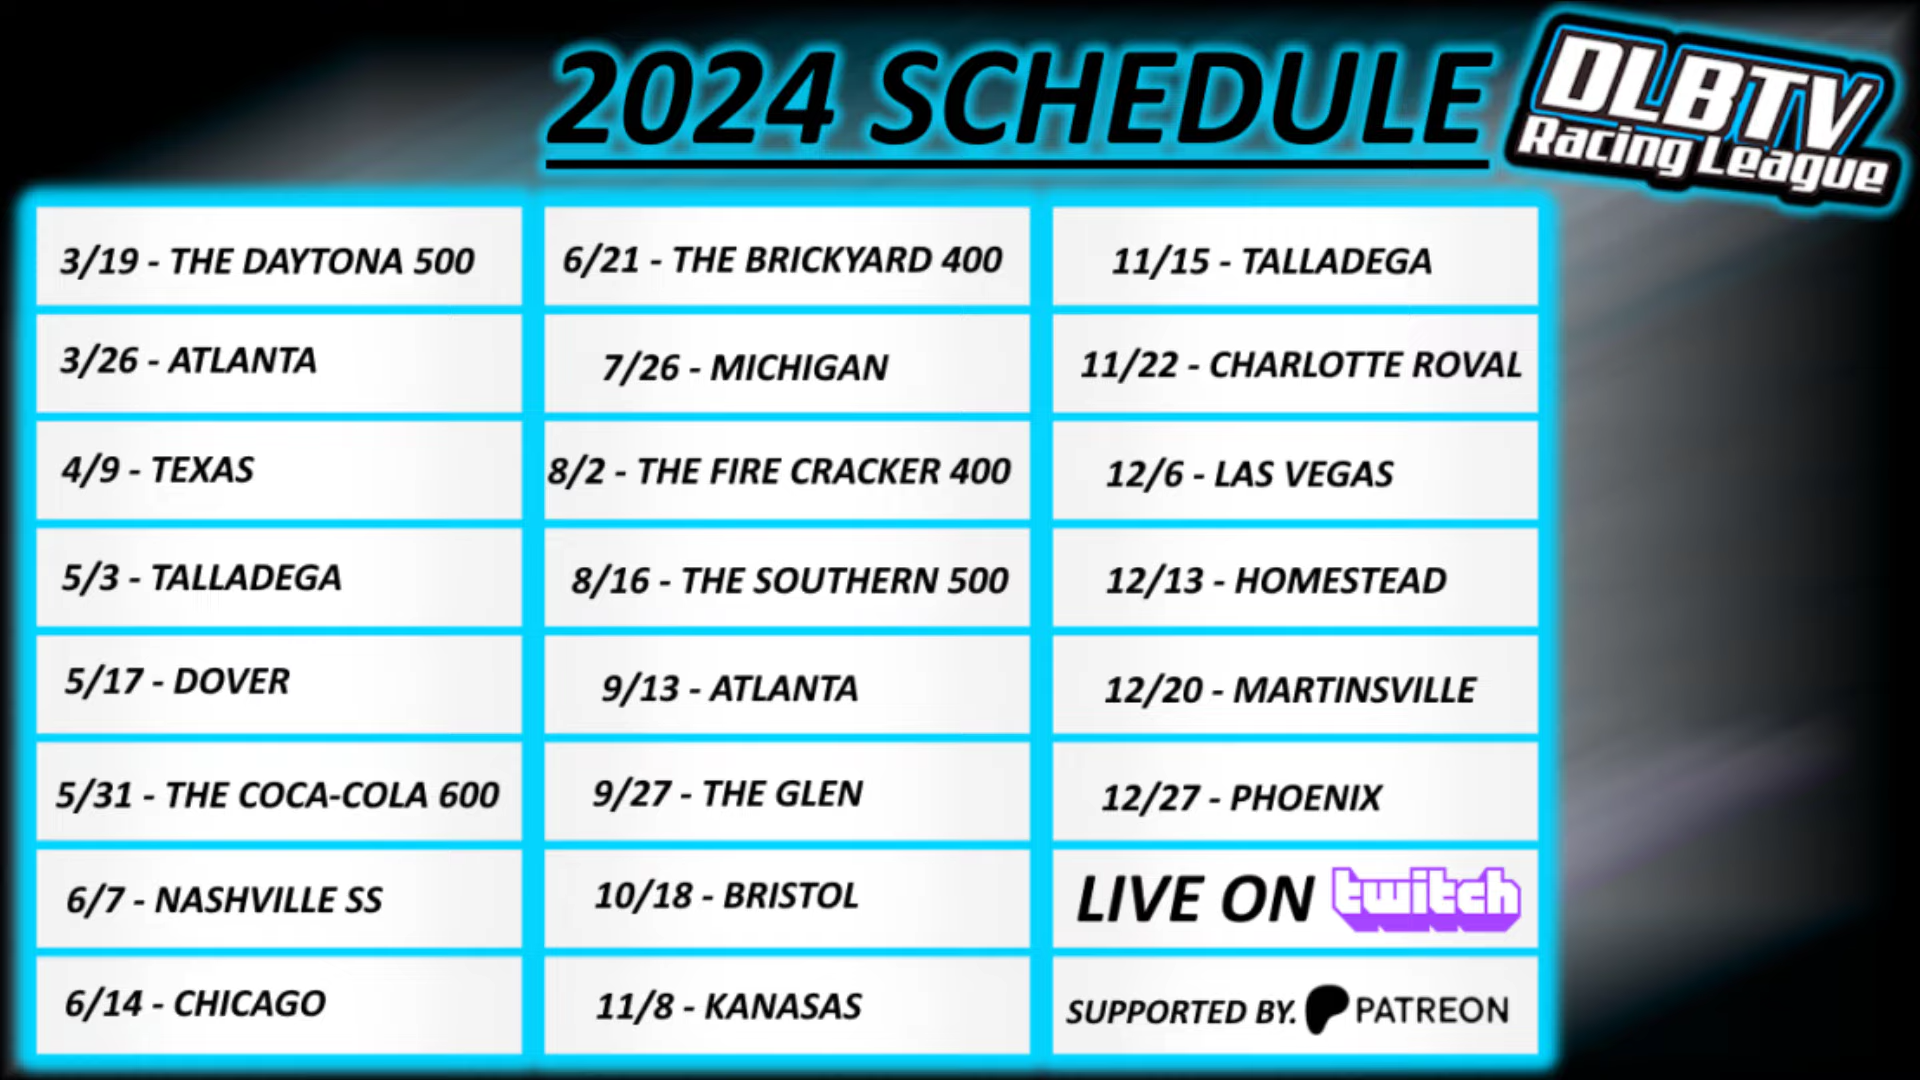 2024 SCHEDULE
DLBTV
Racing League
3/19 - THE DAYTONA 500
3/26 - ATLANTA
4/9 - TEXAS
5/3 - TALLADEGA
5/17 - DOVER
5/31 - THE COCA-COLA 600
6/7 - NASHVILLE SS
6/14 - CHICAGO
6/21 - THE BRICKYARD 400
7/26 - MICHIGAN
8/2 - THE FIRE CRACKER 400
8/16 - THE SOUTHERN 500
9/13 - ATLANTA
9/27 - THE GLEN
10/18 - BRISTOL
11/8 - KANASAS
11/15 - TALLADEGA
11/22 - CHARLOTTE ROVAL
12/6 - LAS VEGAS
12/13 - HOMESTEAD
12/20 - MARTINSVILLE
12/27 - PHOENIX
LIVE ON twitch
SUPPORTED BY. PATREON